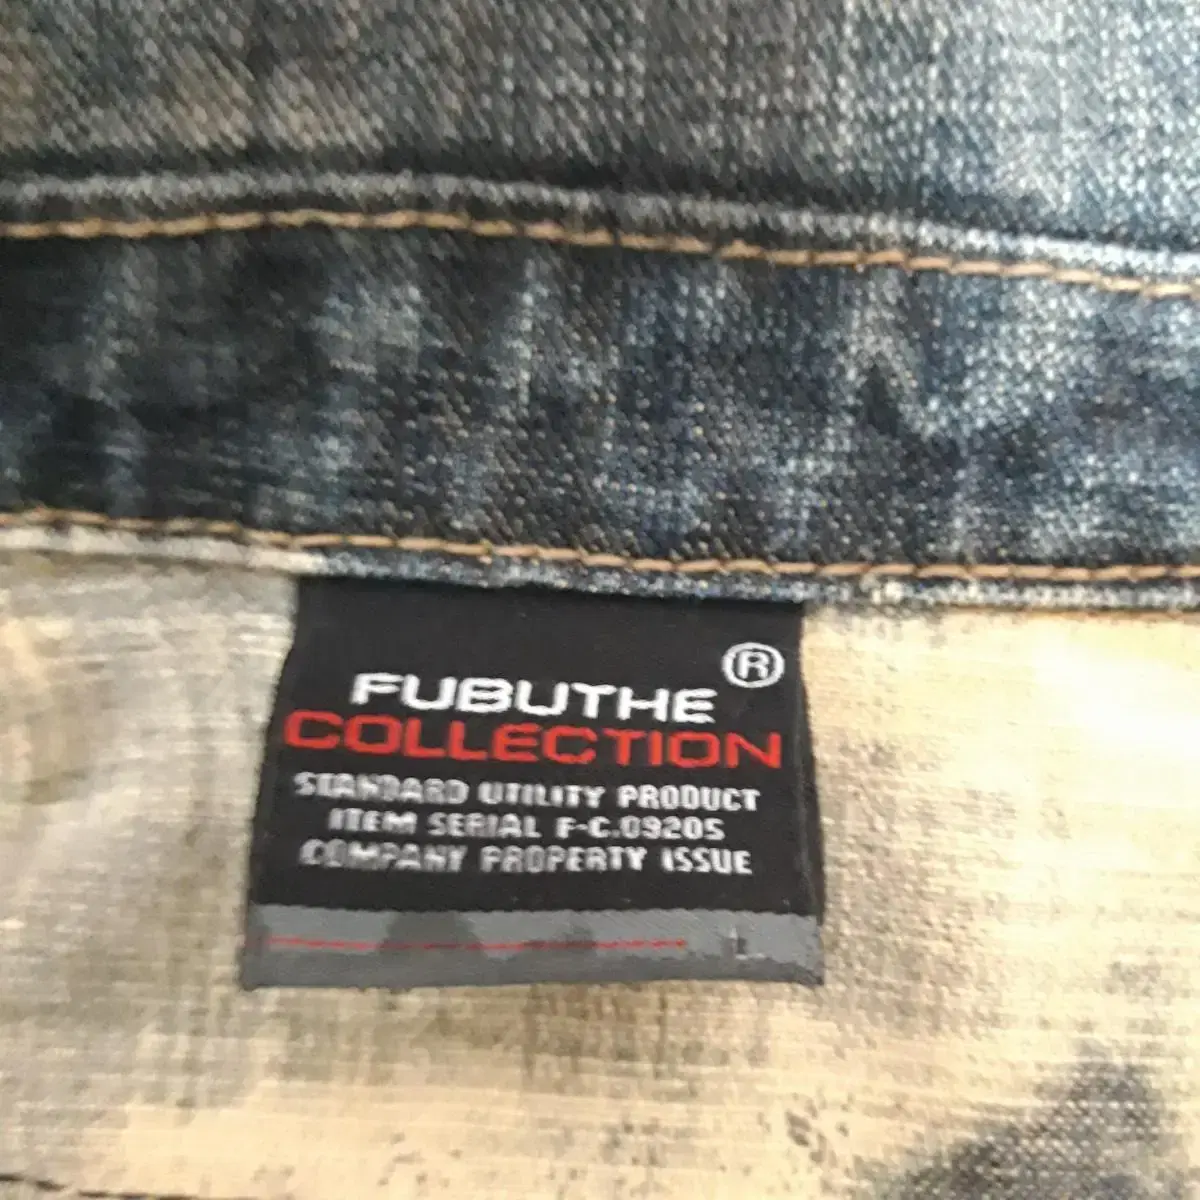 FUBUTHE ®
COLLECTION
STANDARD UTILITY PRODUCT
ITEM SERIAL F-C.09205
COMPANY PROPERTY ISSUE
L